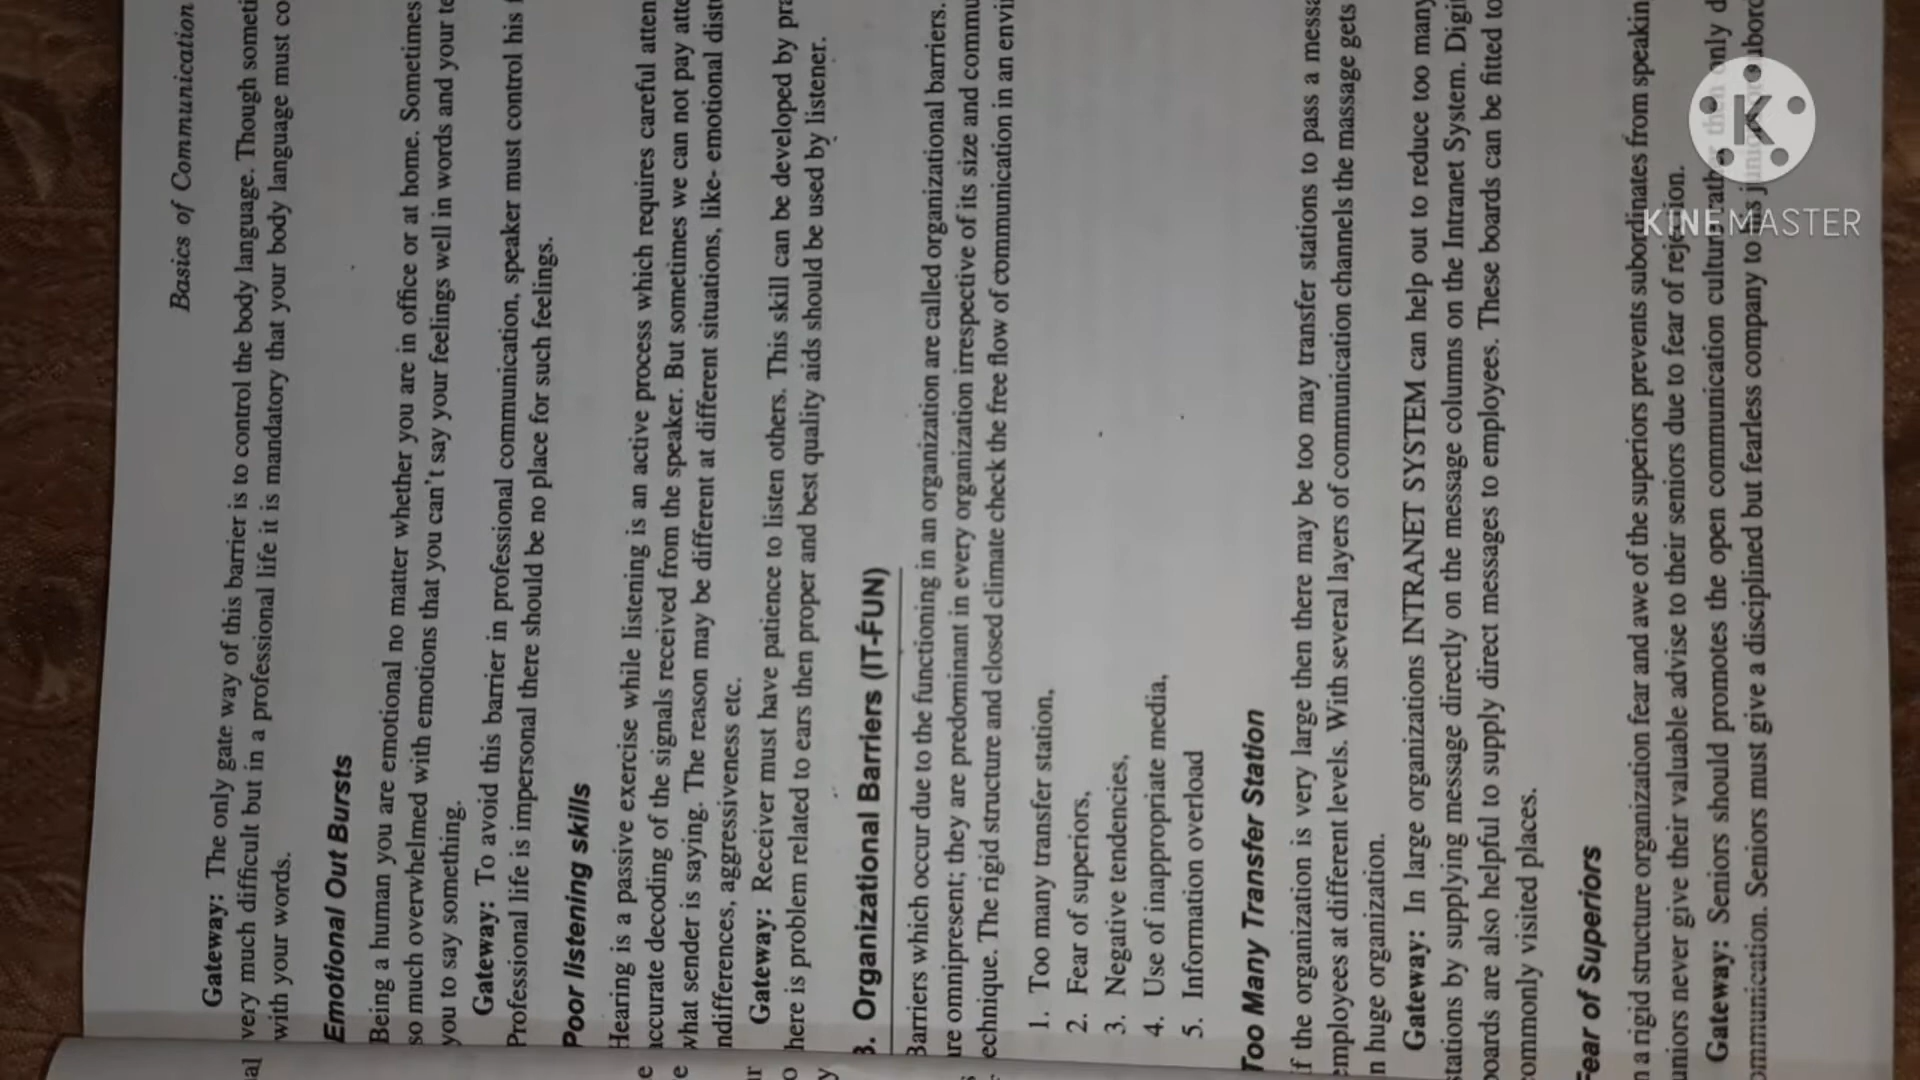 Basics of Communication
Gateway: The only gate way of this barrier is to control the body language. Though
very much difficult but in a professional life it is mandatory that your body language must
with your words.
Emotional Out Bursts
Being a human you are emotional no matter whether you are in office or at home. Sometimes
so much overwhelmed with emotions that you can't say your feelings well in words and your
you to say something.
Gateway: To avoid this barrier in professional communication, speaker must control his
Professional life is impersonal there should be no place for such feelings.
Poor listening skills
Hearing is a passive exercise while listening is an active process which requires careful
accurate decoding of the signals received from the speaker. But sometimes we can not pay
what sender is saying. The reason may be different at different situations, like- emotional
ndifferences, aggressiveness etc.
Gateway: Receiver must have patience to listen others. This skill can be developed by
here is problem related to ears then proper and best quality aids should be used by listener.
3. Organizational Barriers (IT-FUN)
Barriers which occur due to the functioning in an organization are called organizational barriers.
re omnipresent; they are predominant in every organization irrespective of its size and
echnique. The rigid structure and closed climate check the free flow of communication in an
1. Too many transfer station,
2. Fear of superiors,
3. Negative tendencies,
4. Use of inappropriate media,
5. Information overload
Too Many Transfer Station
f the organization is very large then there may be too may transfer stations to pass a
employees at different levels. With several layers of communication channels the massage gets
n huge organization.
Gateway: In large organizations INTRANET SYSTEM can help out to reduce too many
stations by supplying message directly on the message columns on the Intranet System.
boards are also helpful to supply direct messages to employees. These boards can be fitted to
commonly visited places.
Fear of Superiors
n a rigid structure organization fear and awe of the superiors prevents subordinates from speaking
uniors never give their valuable advise to their seniors due to fear of rejection.
Gateway: Seniors should promotes the open communication culture rather only
ommunication. Seniors must give a disciplined but fearless company to
K
KINEMASTER